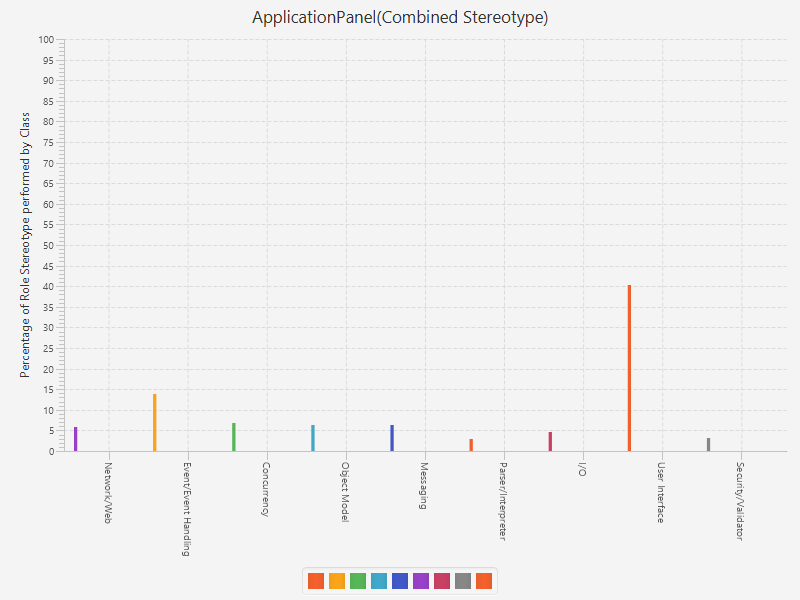 ApplicationPanel(Combined Stereotype)
Percentage of Role Stereotype performed by Class
100
95
90
85
80
75
70
65
60
55
50
45
40
35
30
25
20
15
10
5
0
Network/Web
Event/Event Handling
Concurrency
Object Model
Messaging
Parser/Interpreter
I/O
User Interface
Security/Validator